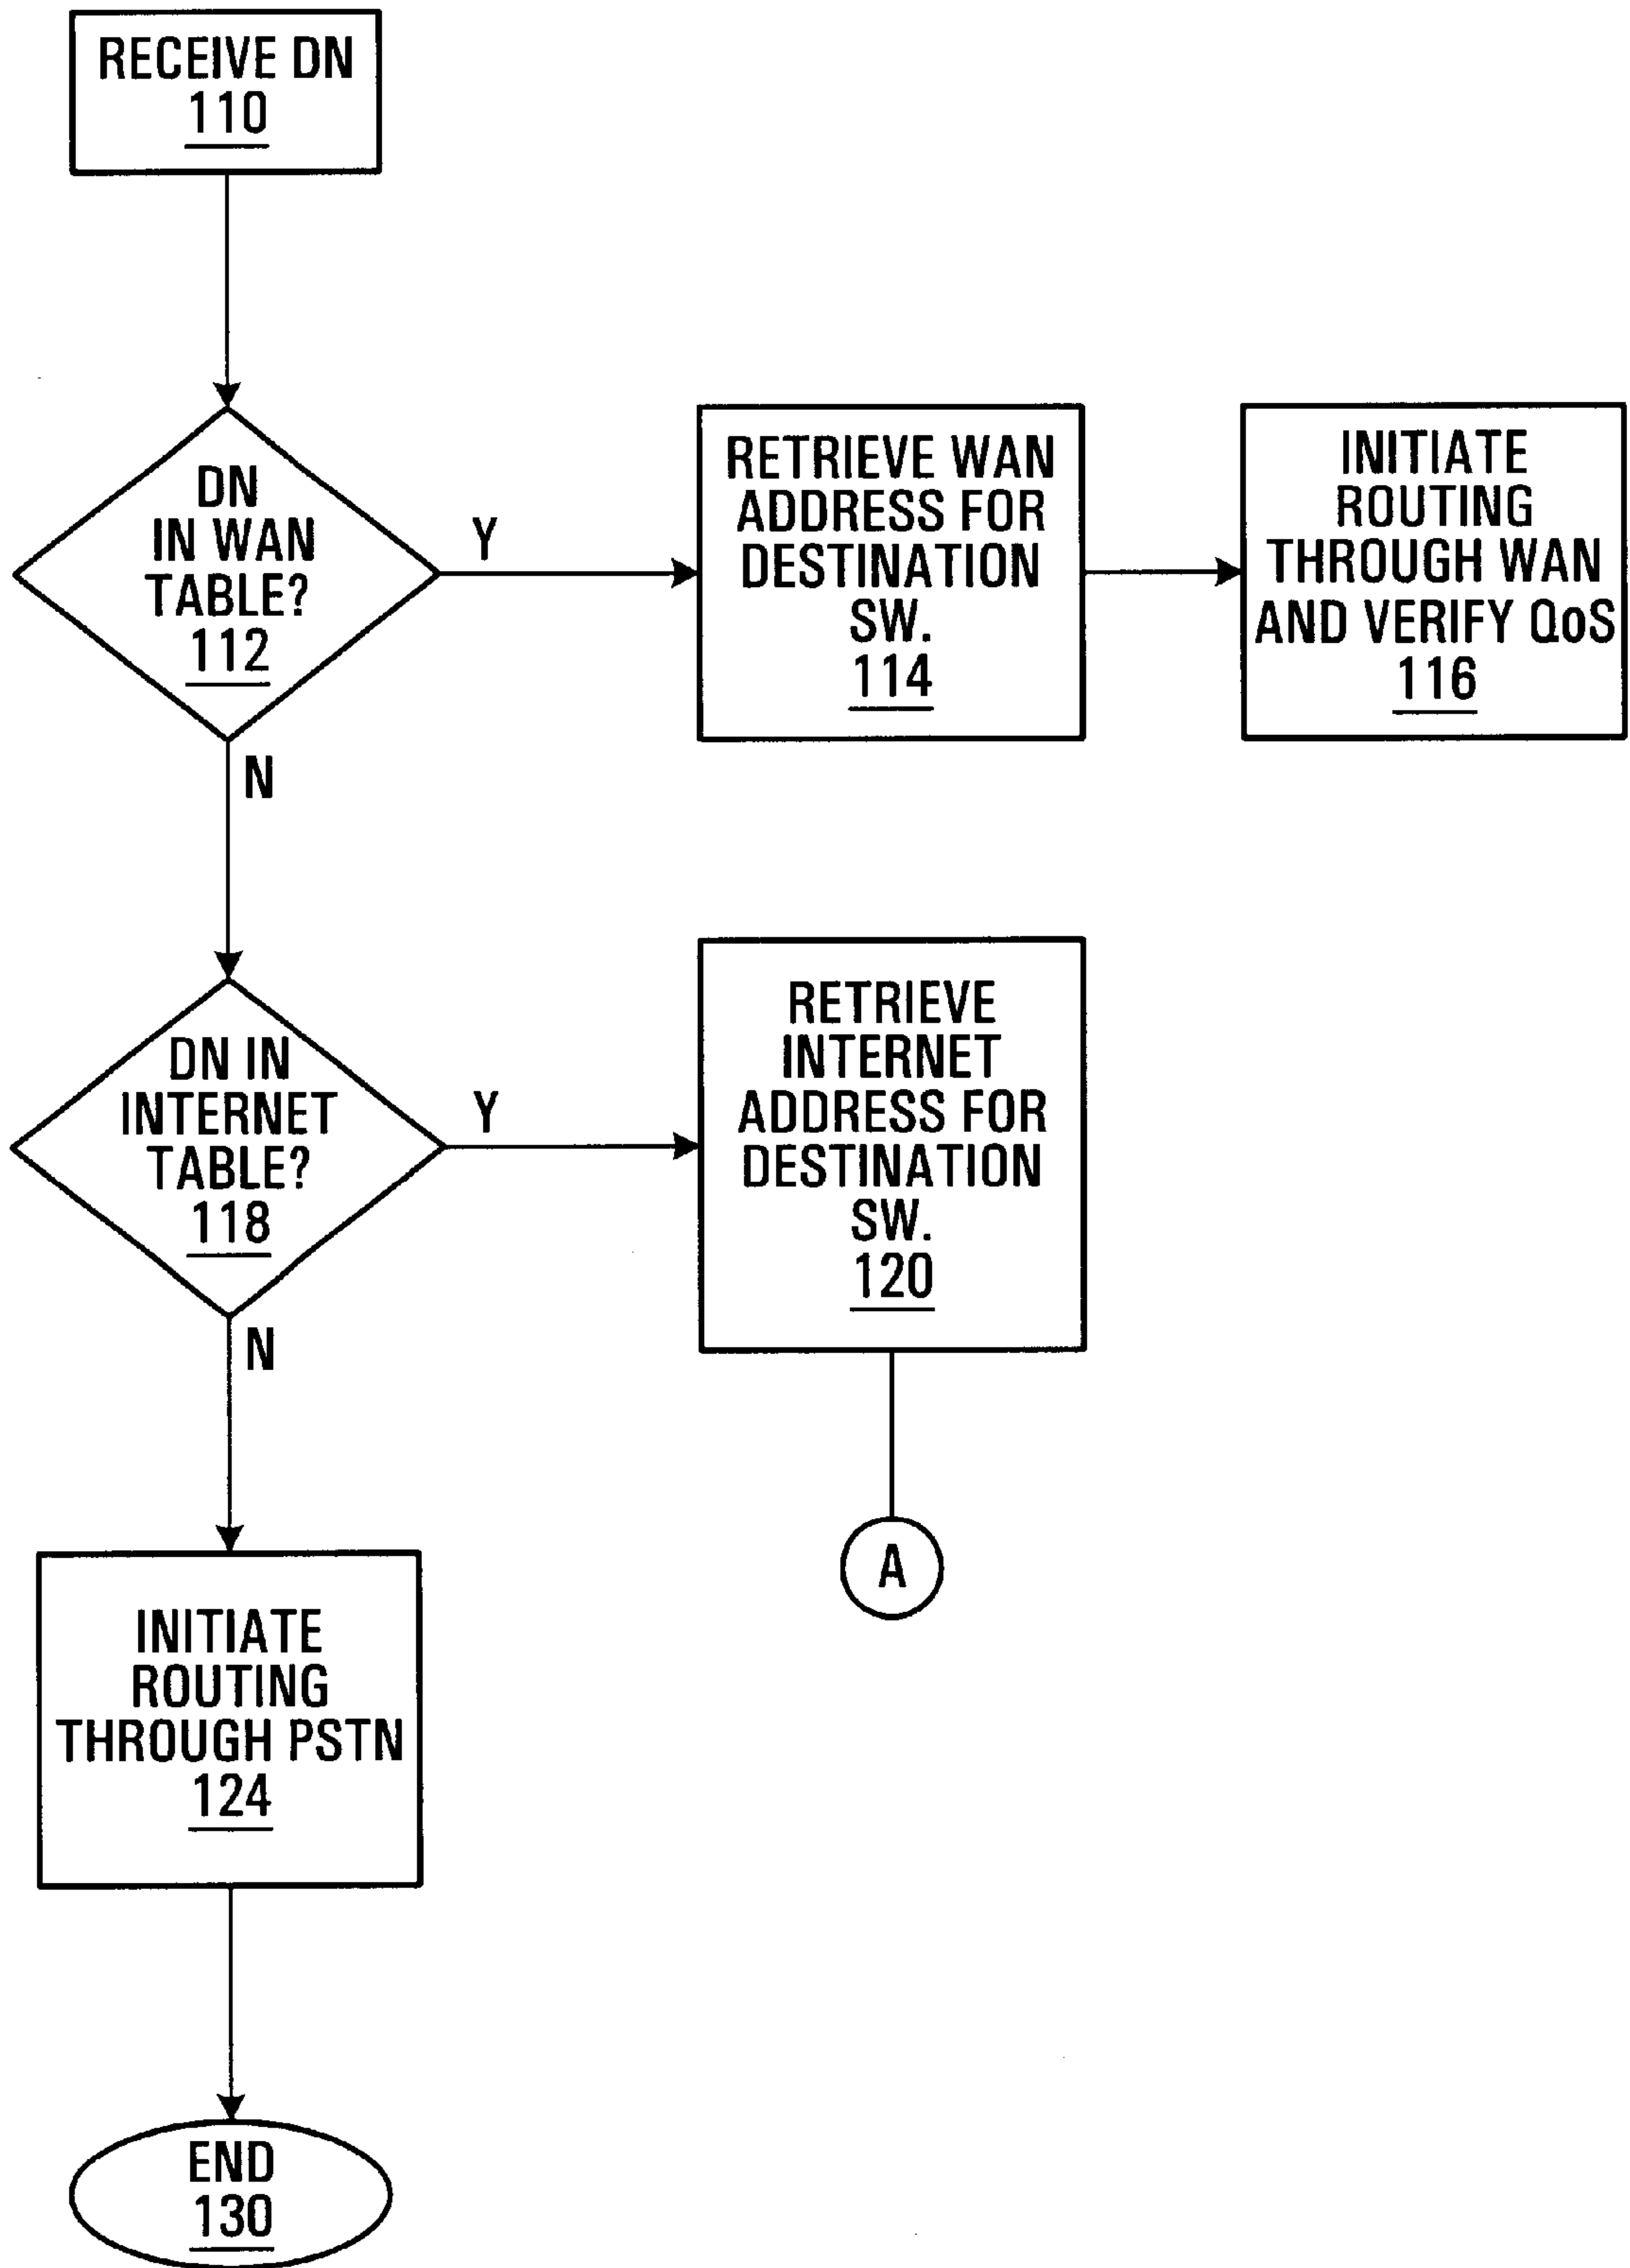 RECEIVE DN
110
DN
IN WAN
TABLE?
112
Y
N
RETRIEVE WAN
ADDRESS FOR
DESTINATION
SW.
114
INITIATE
ROUTING
THROUGH WAN
AND VERIFY QoS
116
DN IN
INTERNET
TABLE?
118
Y
N
RETRIEVE
INTERNET
ADDRESS FOR
DESTINATION
SW.
120
A
INITIATE
ROUTING
THROUGH PSTN
124
END
130